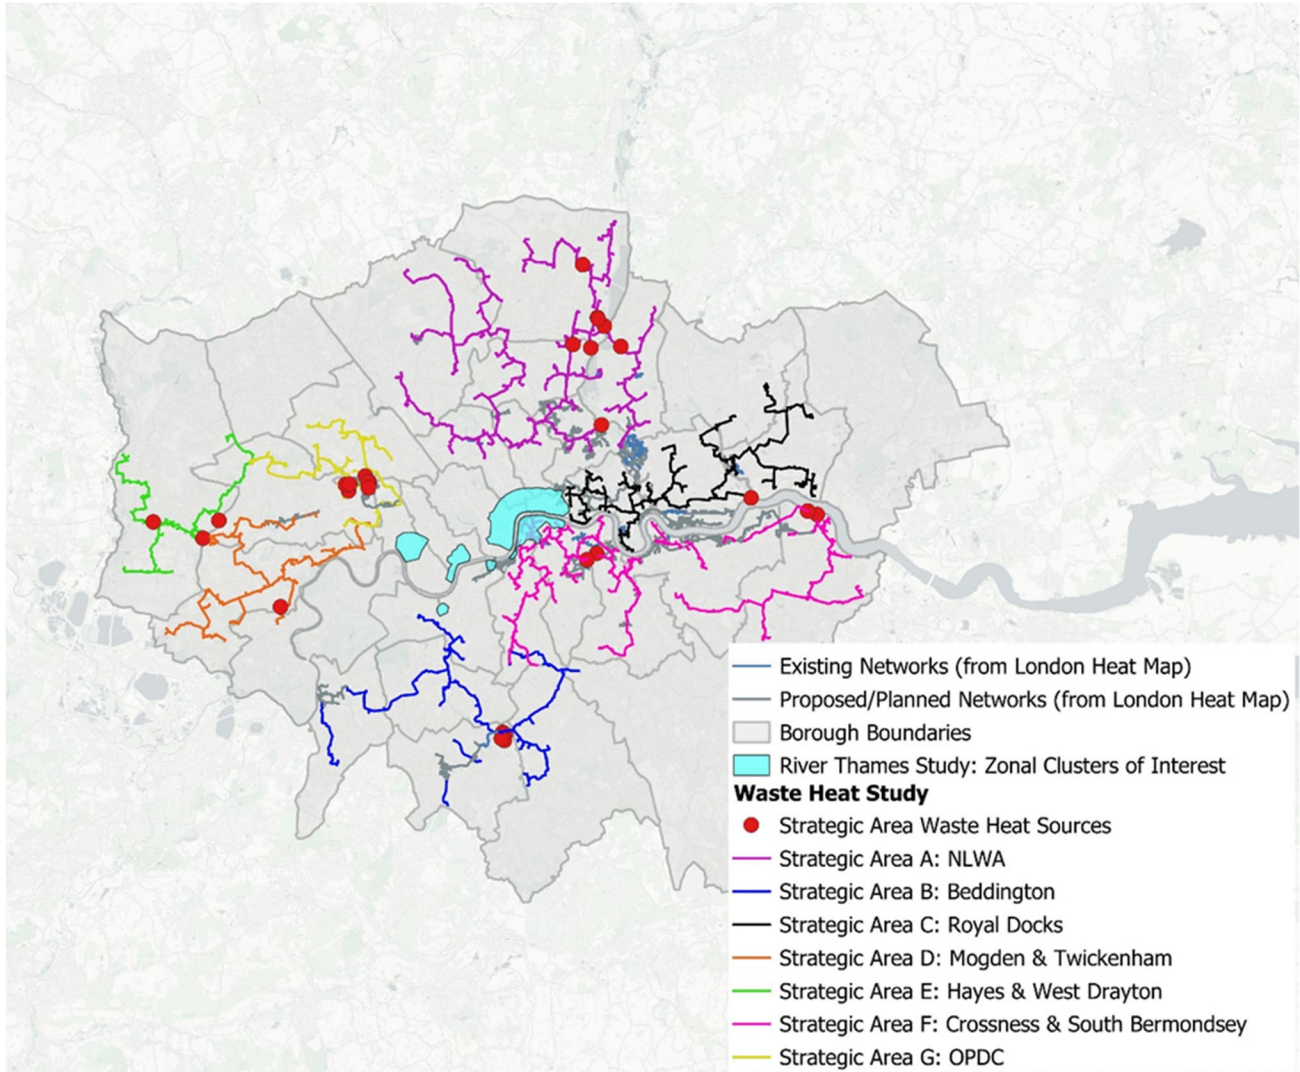 Existing Networks (from London Heat Map)
Proposed/Planned Networks (from London Heat Map)
Borough Boundaries
River Thames Study: Zonal Clusters of Interest
Waste Heat Study
Strategic Area Waste Heat Sources
Strategic Area A: NLWA
Strategic Area B: Beddington
Strategic Area C: Royal Docks
Strategic Area D: Mogden & Twickenham
Strategic Area E: Hayes & West Drayton
Strategic Area F: Crossness & South Bermondsey
Strategic Area G: OPDC